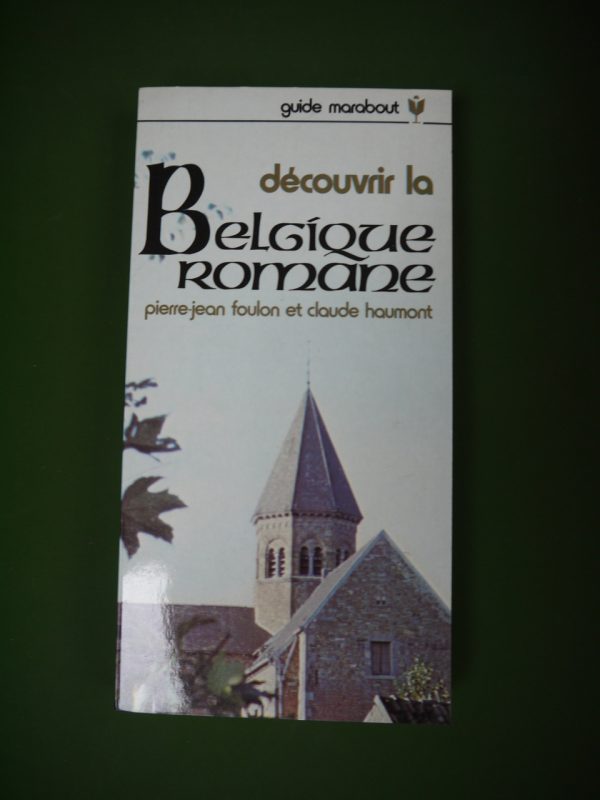 guide marabout
découvrir la
Belgique
romane
pierre-jean foulon et claude haumont